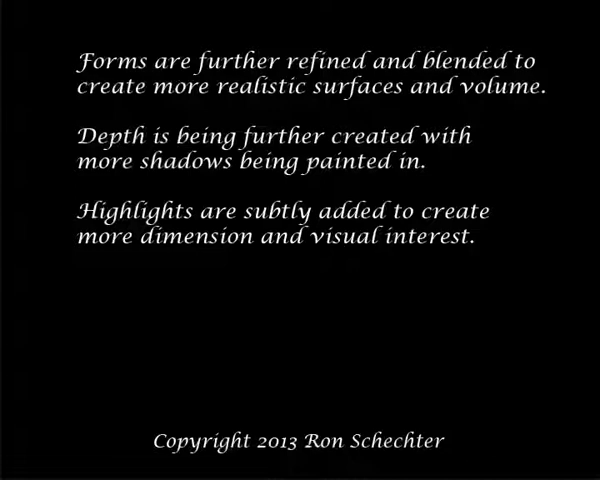 Forms are further refined and blended to
create more realistic surfaces and volume.
Depth is being further created with
more shadows being painted in.
Highlights are subtly added to create
more dimension and visual interest.
Copyright 2013 Ron Schechter